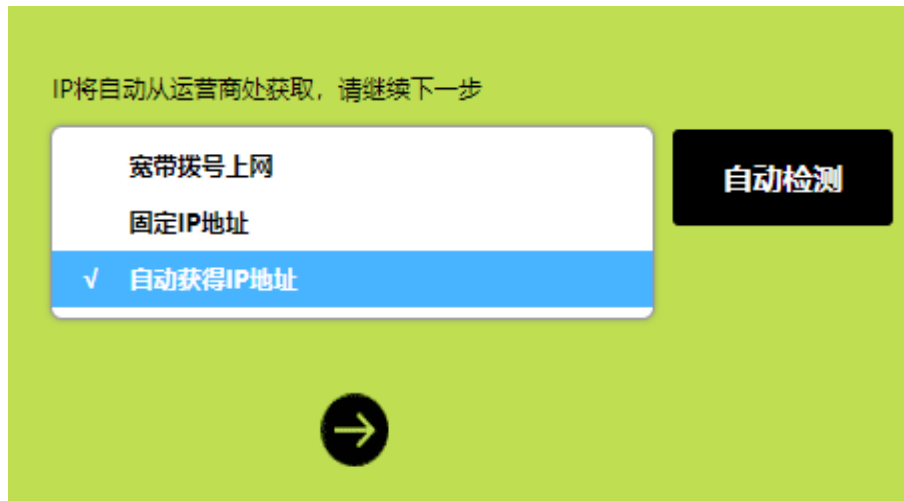 IP将自动从运营商处获取，请继续下一步
宽带拨号上网
自动检测
固定IP地址
√ 自动获得IP地址